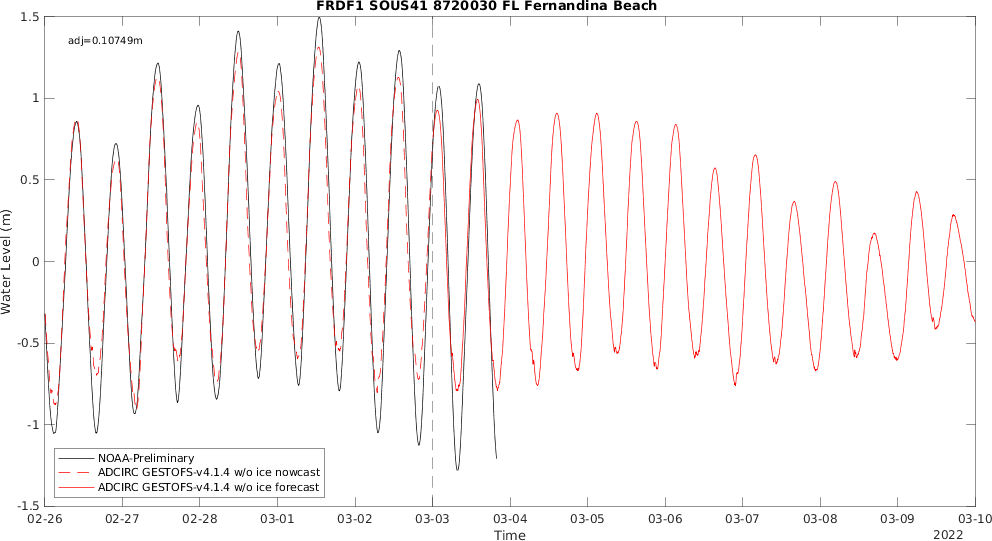 FRDF1 SOUS41 8720030 FL Fernandina Beach
adj=0.10749m
1.5
1
0.5
0
-0.5
-1
-1.5
Water Level (m)
NOAA-Preliminary
ADCIRC GESTOFS-v4.1.4 w/o ice nowcast
ADCIRC GESTOFS-v4.1.4 w/o ice forecast
02-26 02-27 02-28 03-01 03-02 03-03 03-04 03-05 03-06 03-07 03-08 03-09 03-10
Time
2022